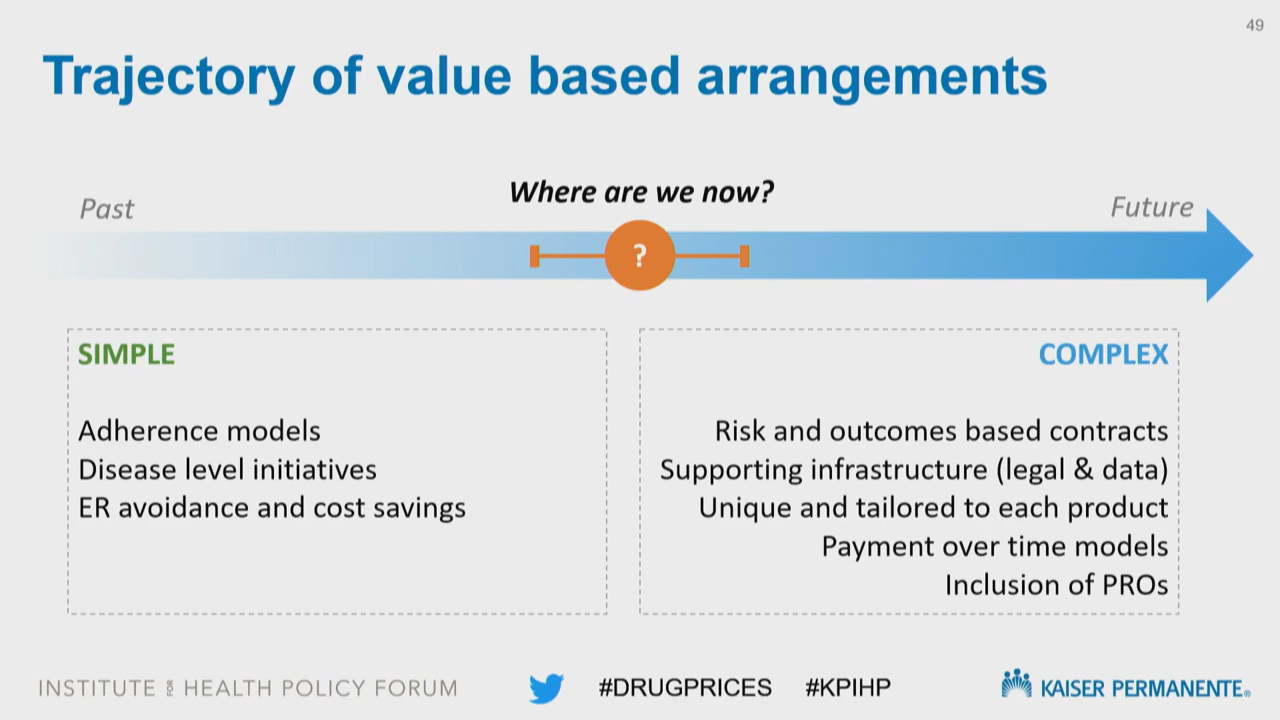 49
Trajectory of value based arrangements
Where are we now?
Past
Future
?
SIMPLE
Adherence models
Disease level initiatives
ER avoidance and cost savings
COMPLEX
Risk and outcomes based contracts
Supporting infrastructure (legal & data)
Unique and tailored to each product
Payment over time models
Inclusion of PROs
INSTITUTE FOR HEALTH POLICY FORUM
#DRUGPRICES #KPIHP
KAISER PERMANENTE®